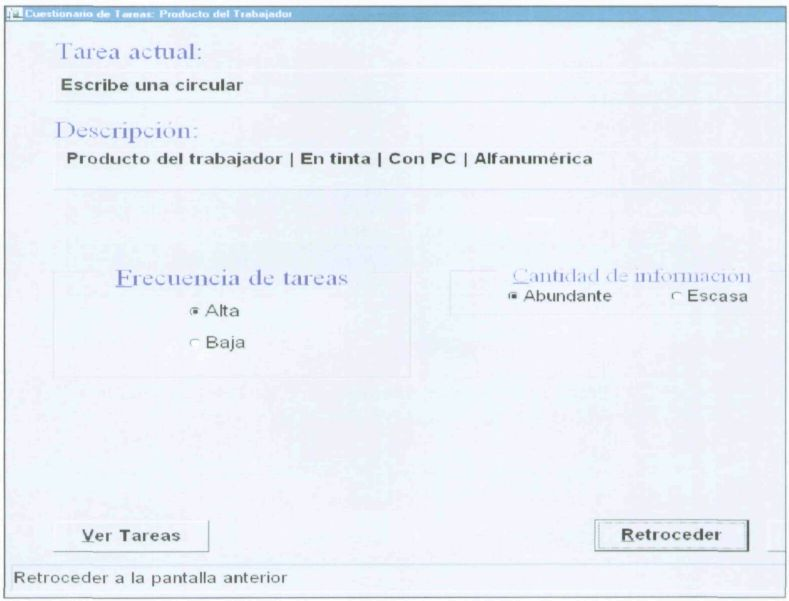 Cuestionario de Tareas: Producto del Trabajador
Tarea actual:
Escribe una circular
Descripción:
Producto del trabajador | En tinta | Con PC | Alfanumérica
Frecuencia de tareas
Alta
Baja
Cantidad de información
Abundante Escasa
Ver Tareas Retroceder
Retroceder a la pantalla anterior